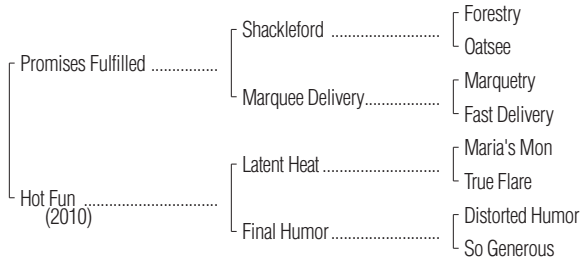 Forestry
Shackleford ....................
Oatsee
Promises Fulfilled ................
Marquetry
Marquee Delivery...................
Fast Delivery
Maria's Mon
Latent Heat ......................
True Flare
Hot Fun ................................
(2010)
Distorted Humor
Final Humor..........................
So Generous